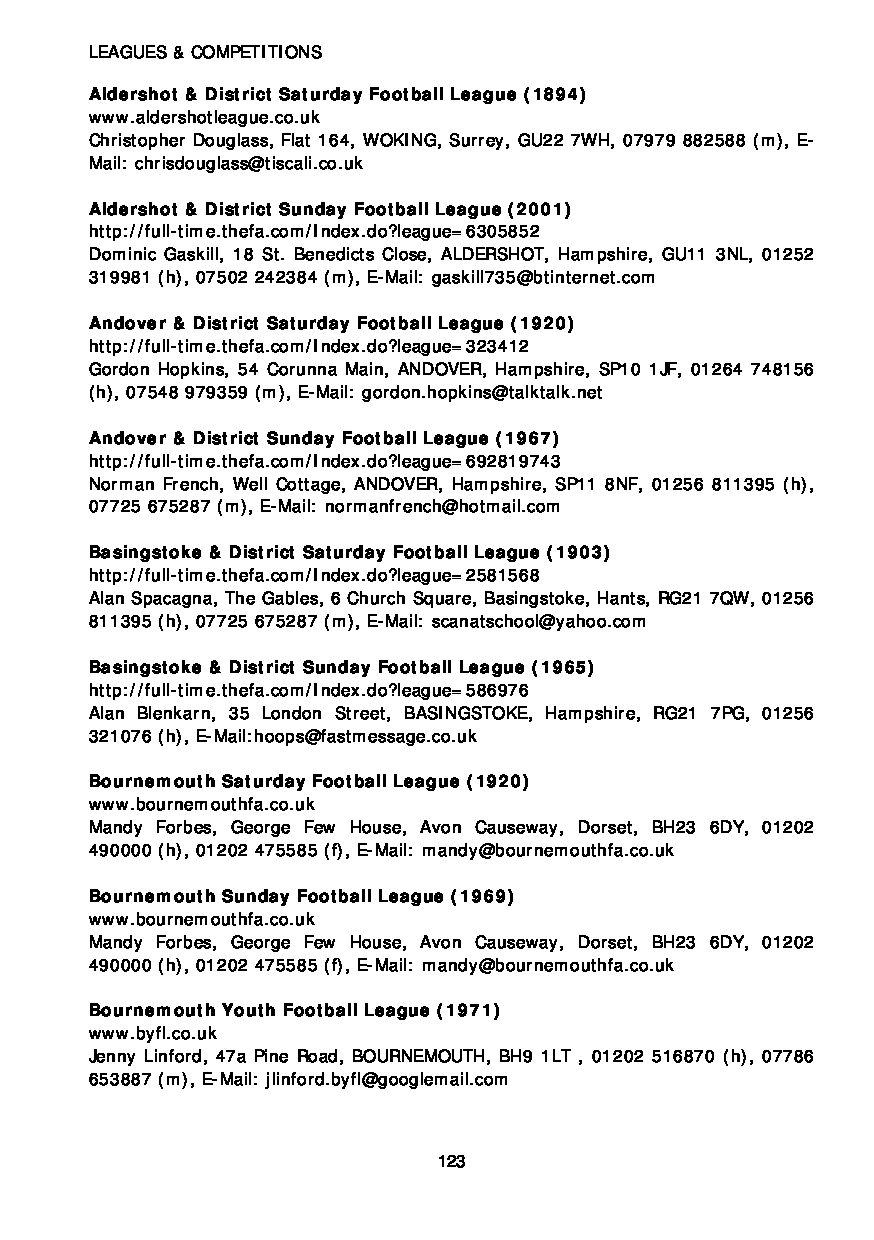 LEAGUES & COMPETITIONS
Aldershot & District Saturday Football League (1894)
www.aldershotleague.co.uk
Christopher Douglass, Flat 164, WOKING, Surrey, GU22 7WH, 07979 882588 (m), E-
Mail: chrisdouglass@tiscali.co.uk
Aldershot & District Sunday Football League (2001)
http://full-time.thefa.com/Index.do?league=6305852
Dominic Gaskill, 18 St. Benedicts Close, ALDERSHOT, Hampshire, GU11 3NL, 01252
319981 (h), 07502 242384 (m), E-Mail: gaskill735@btinternet.com
Andover & District Saturday Football League (1920)
http://full-time.thefa.com/Index.do?league=323412
Gordon Hopkins, 54 Corunna Main, ANDOVER, Hampshire, SP10 1JF, 01264 748156
(h), 07548 979359 (m), E-Mail: gordon.hopkins@talktalk.net
Andover & District Sunday Football League (1967)
http://full-time.thefa.com/Index.do?league=692819743
Norman French, Well Cottage, ANDOVER, Hampshire, SP11 8NF, 01256 811395 (h),
07725 675287 (m), E-Mail: normanfrench@hotmail.com
Basingstoke & District Saturday Football League (1903)
http://full-time.thefa.com/Index.do?league=2581568
Alan Spacagna, The Gables, 6 Church Square, Basingstoke, Hants, RG21 7QW, 01256
811395 (h), 07725 675287 (m), E-Mail: scanatschool@yahoo.com
Basingstoke & District Sunday Football League (1965)
http://full-time.thefa.com/Index.do?league=586976
Alan Blenkarn, 35 London Street, BASINGSTOKE, Hampshire, RG21 7PG, 01256
321076 (h), E-Mail:hoops@fastmessage.co.uk
Bournemouth Saturday Football League (1920)
www.bournemouthfa.co.uk
Mandy Forbes, George Few House, Avon Causeway, Dorset, BH23 6DY, 01202
490000 (h), 01202 475585 (f), E-Mail: mandy@bournemouthfa.co.uk
Bournemouth Sunday Football League (1969)
www.bournemouthfa.co.uk
Mandy Forbes, George Few House, Avon Causeway, Dorset, BH23 6DY, 01202
490000 (h), 01202 475585 (f), E-Mail: mandy@bournemouthfa.co.uk
Bournemouth Youth Football League (1971)
www.byfl.co.uk
Jenny Linford, 47a Pine Road, BOURNEMOUTH, BH9 1LT , 01202 516870 (h), 07786
653887 (m), E-Mail: jlinford.byfl@googlemail.com
123